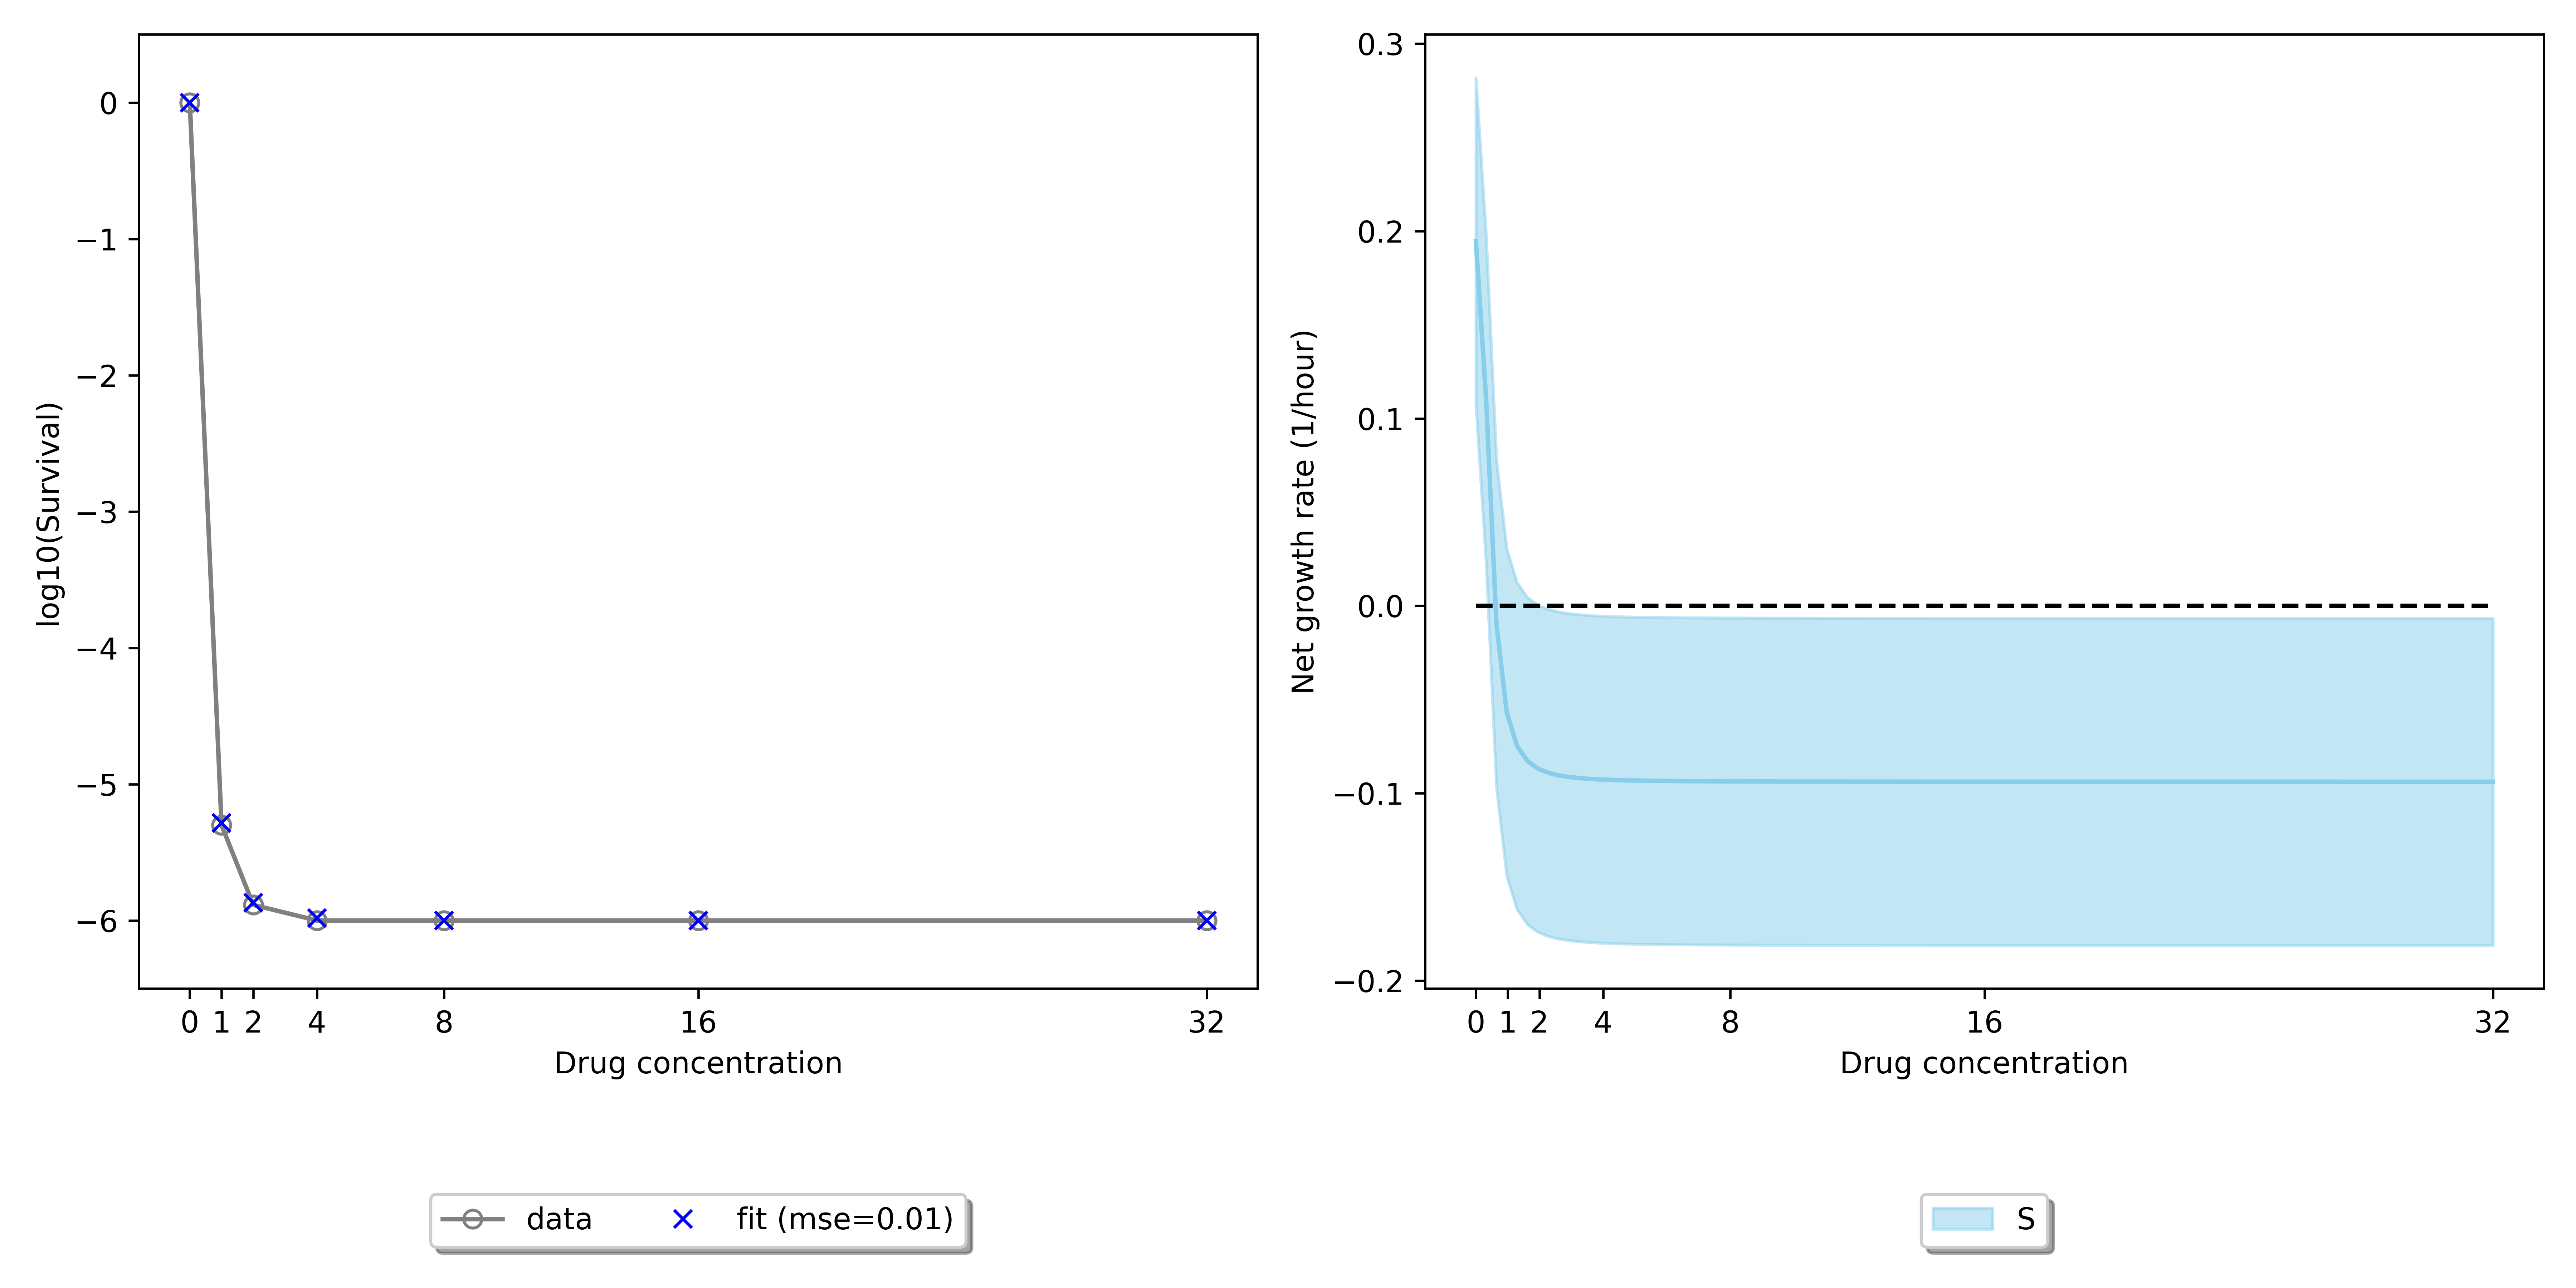 0
−1
−2
−3
−4
−5
−6
log10(Survival)
0 1 2 4 8 16 32
Drug concentration
data fit (mse=0.01)
0.3
0.2
0.1
0.0
−0.1
−0.2
Net growth rate (1/hour)
0 1 2 4 8 16 32
Drug concentration
S